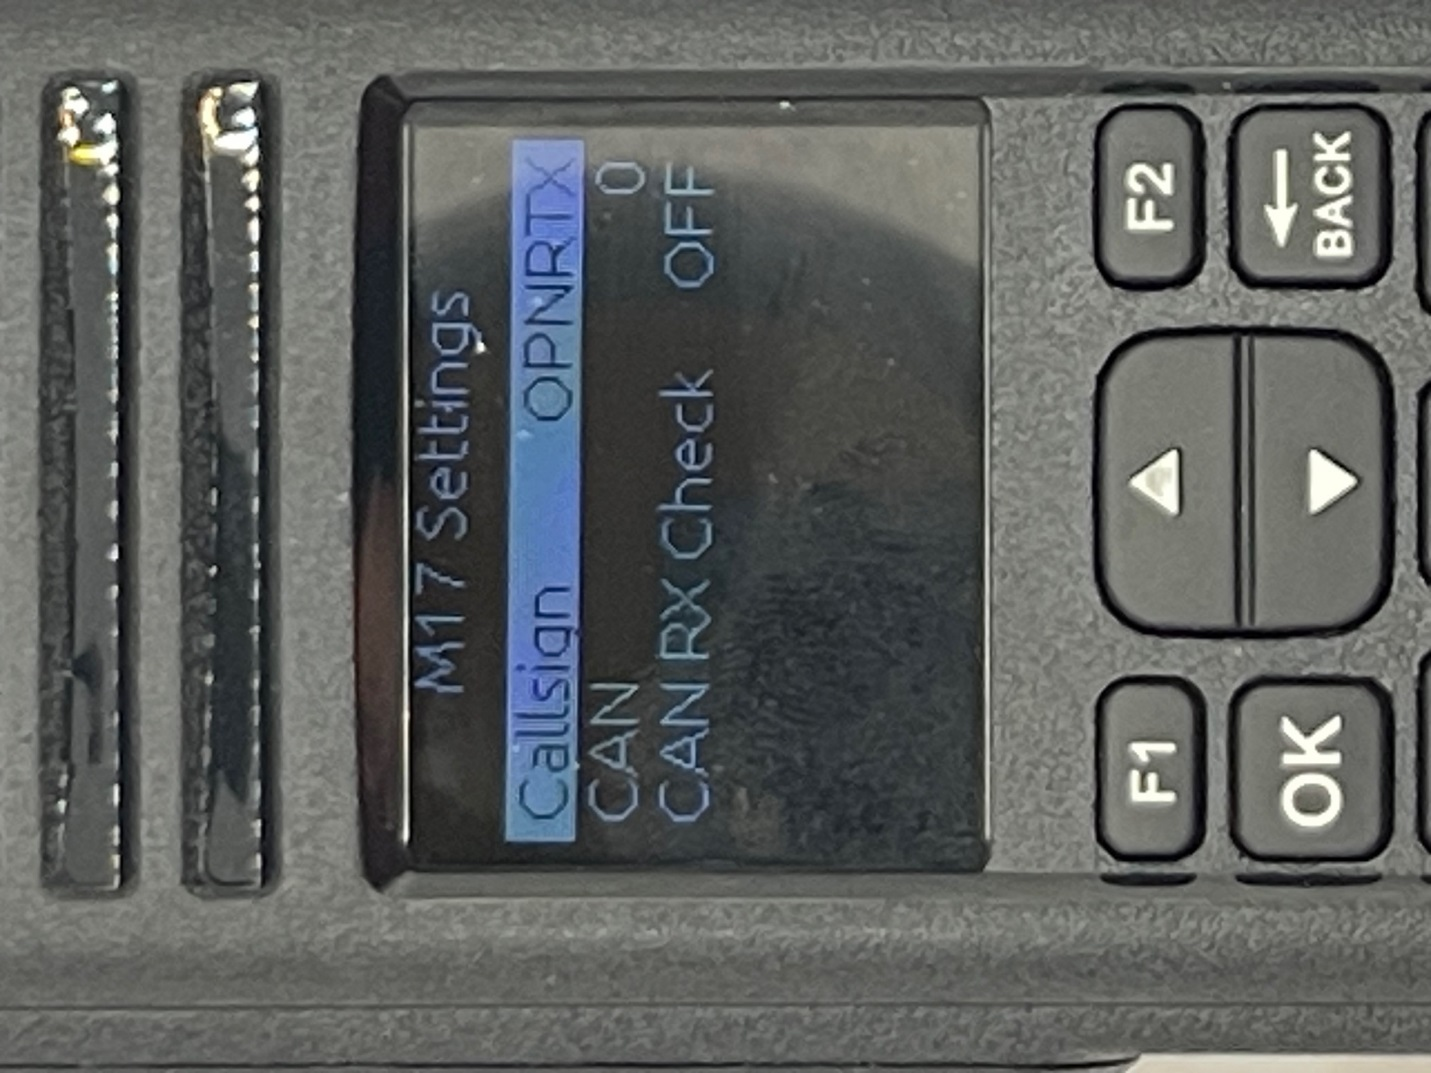 M17 Settings
Callsign OPNRTX
CAN 0
CAN RX Check OFF
F1 F2
OK BACK